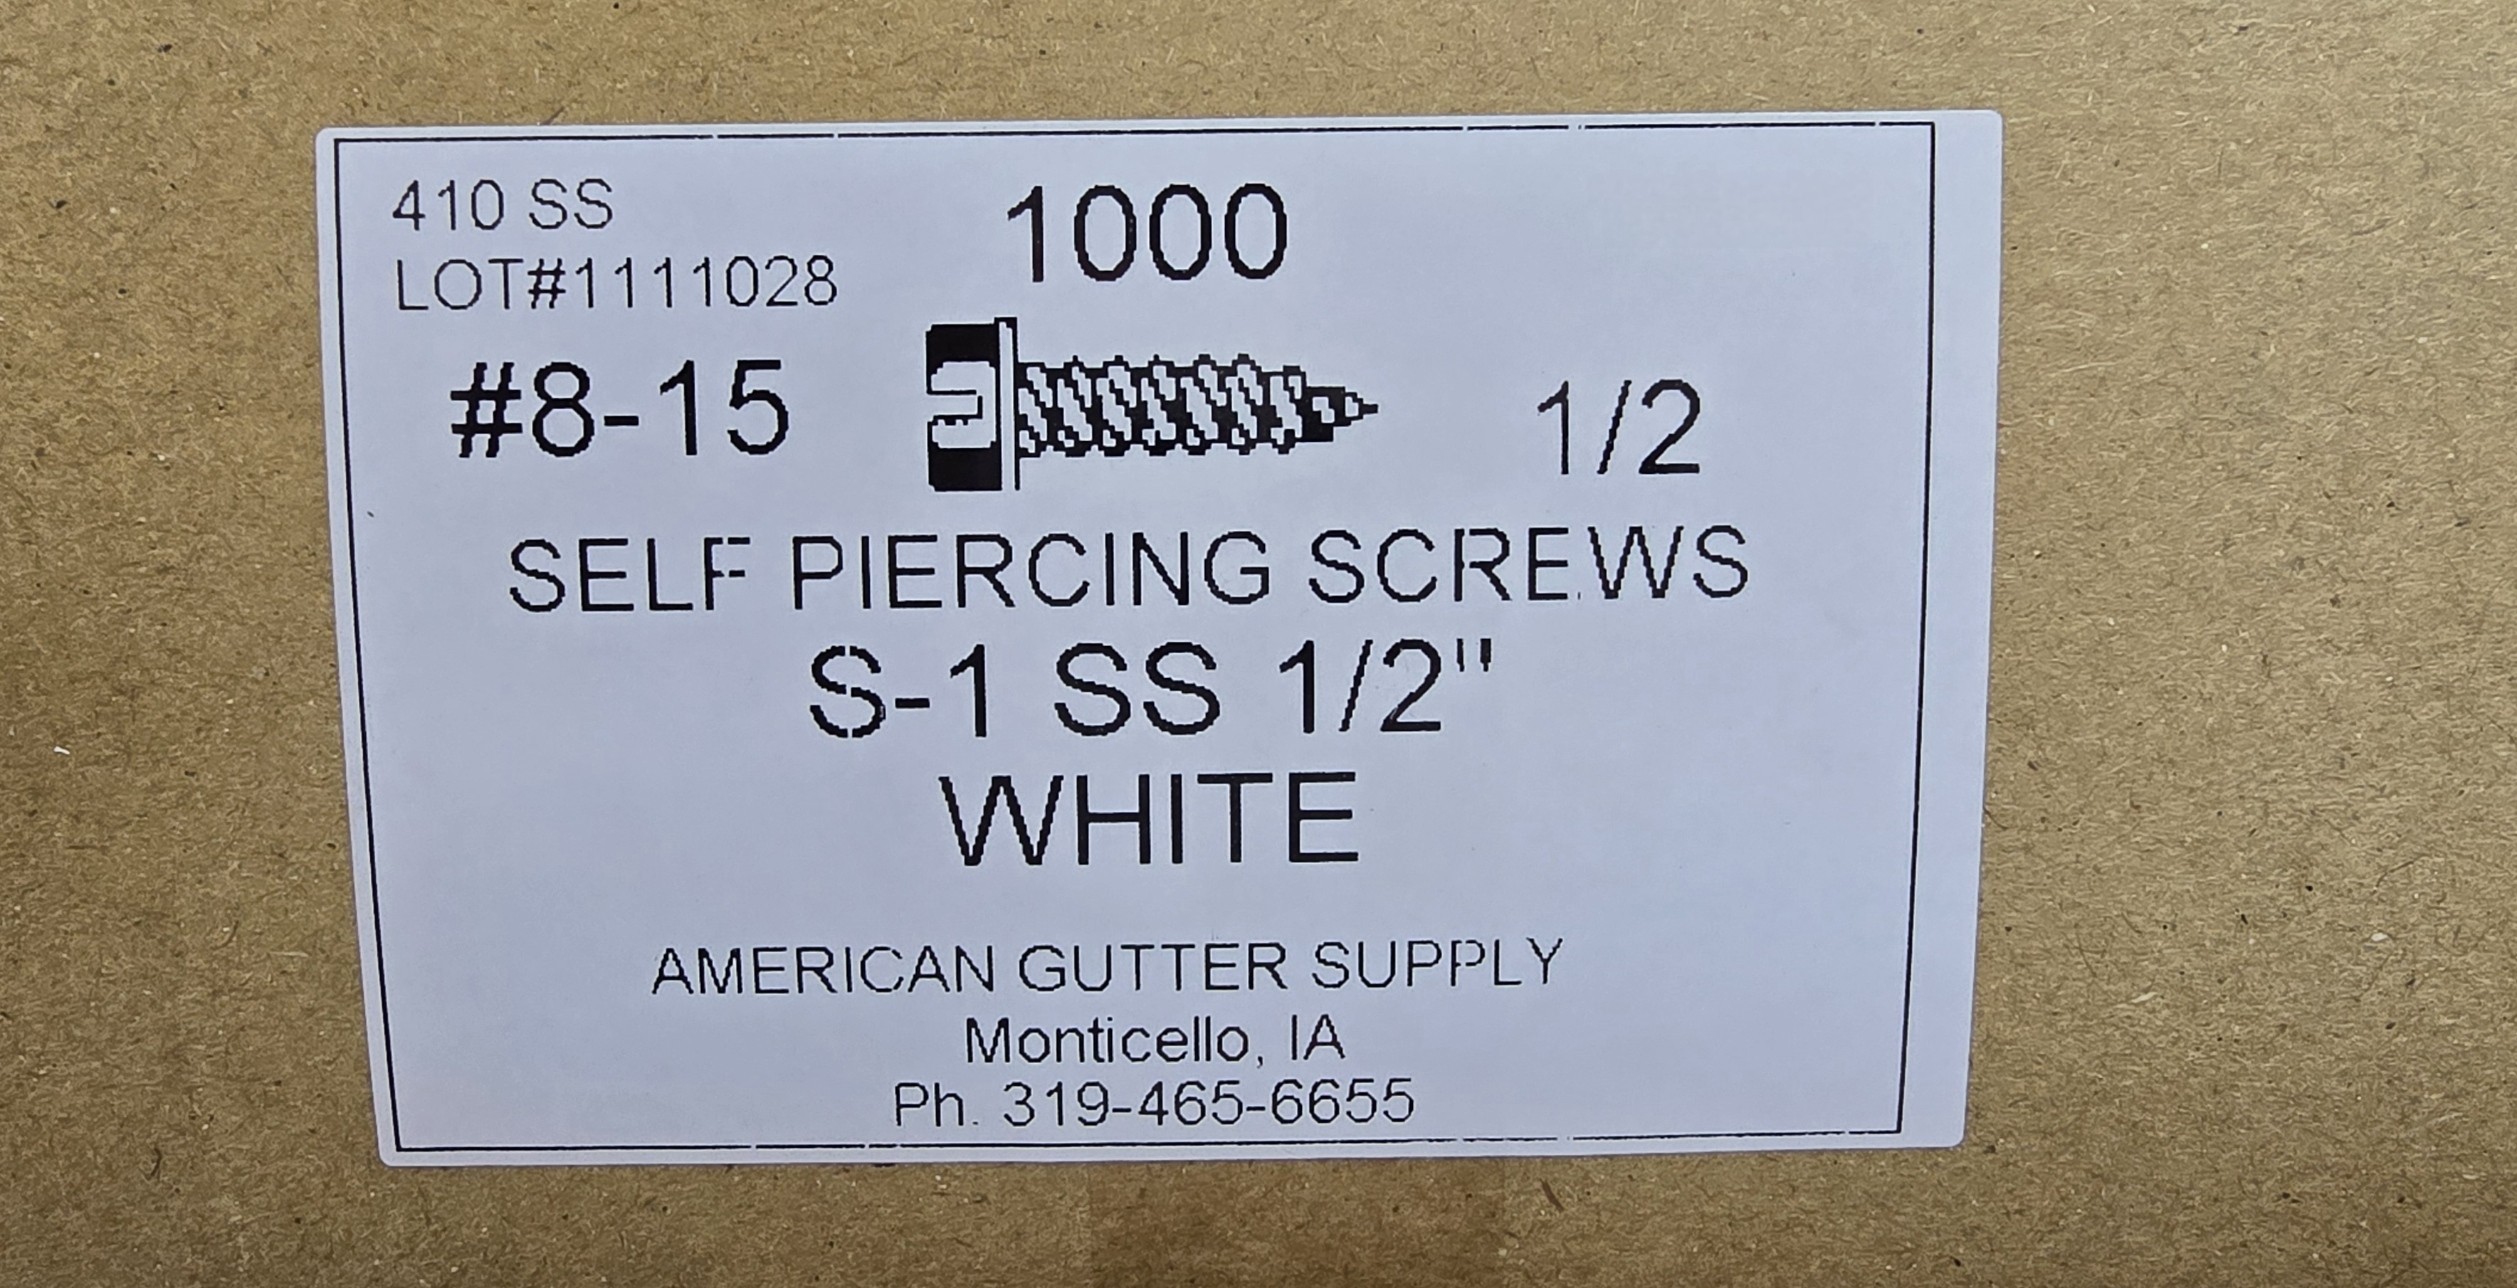 410 SS
LOT#1111028
1000
#8-15
1/2
SELF PIERCING SCREWS
S-1 SS 1/2"
WHITE
AMERICAN GUTTER SUPPLY
Monticello, IA
Ph. 319-465-6655